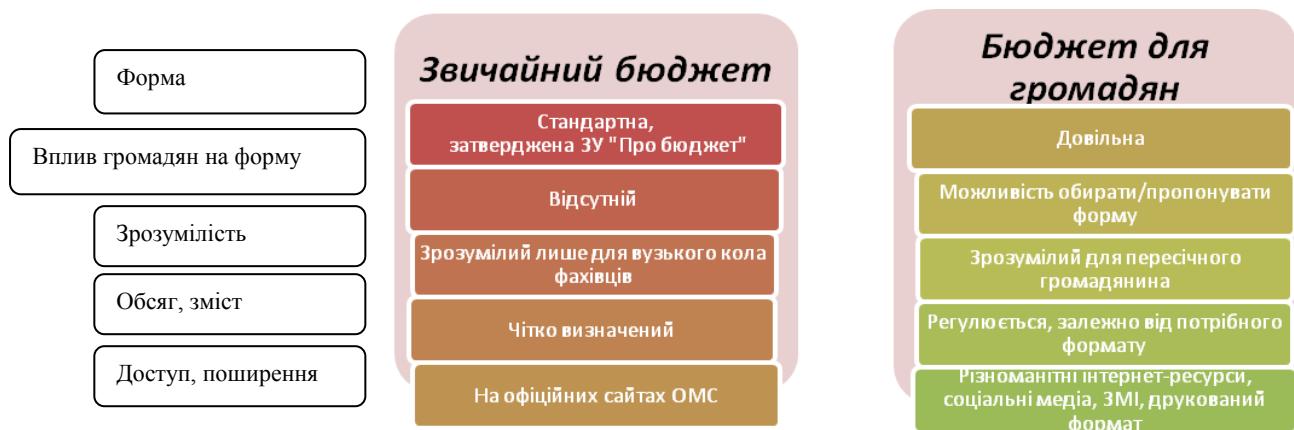 Форма
Вплив громадян на форму
Зрозумілість
Обсяг, зміст
Доступ, поширення
Звичайний бюджет
Стандартна,
затверджена ЗУ "Про бюджет"
Відсутній
Зрозумілий лише для вузького кола
фахівців
Чітко визначений
На офіційних сайтах ОМС
Бюджет для
громадян
Довільна
Можливість обирати/пропонувати
форму
Зрозумілий для пересічного
громадянина
Регулюється, залежно від потрібного
формату
Різноманітні інтернет-ресурси,
соціальні медіа, ЗМІ, друкований
формат